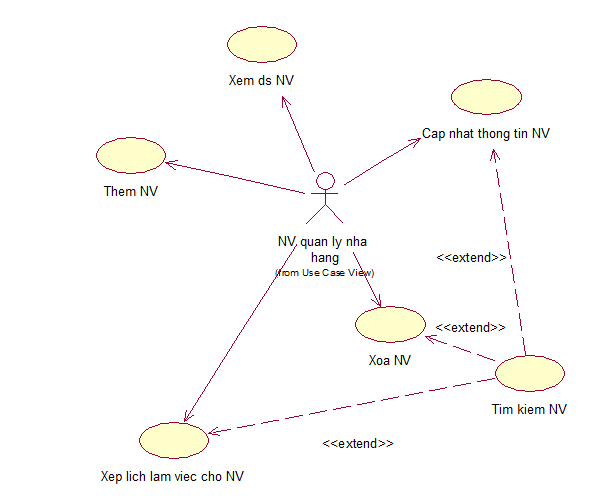 Xem ds NV
Cap nhat thong tin NV
Them NV
NV quan ly nha
hang
(from Use Case View)
<<extend>>
<<extend>>
Xoa NV
Tim kiem NV
<<extend>>
Xep lich lam viec cho NV